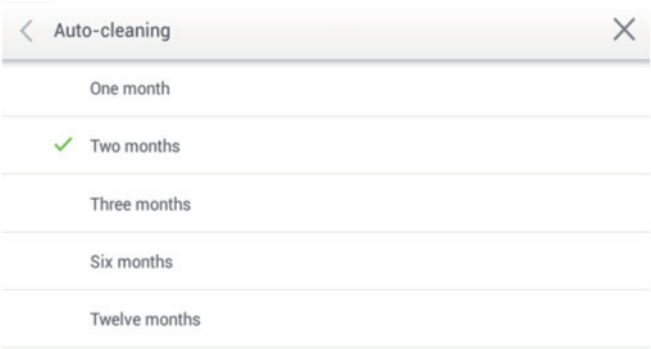 Auto-cleaning
One month
Two months
Three months
Six months
Twelve months